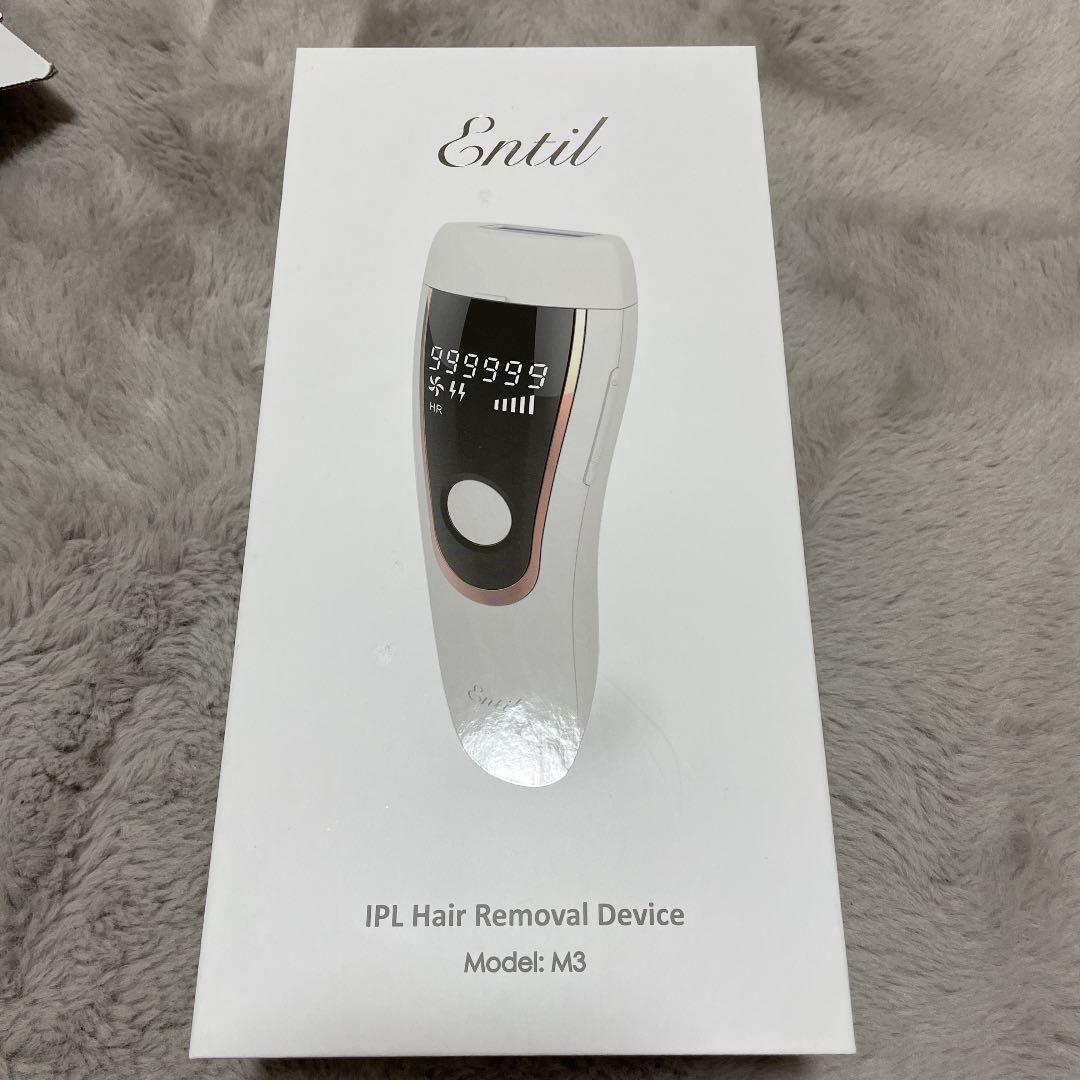 Entil
999999
HR
Entil
IPL Hair Removal Device
Model: M3